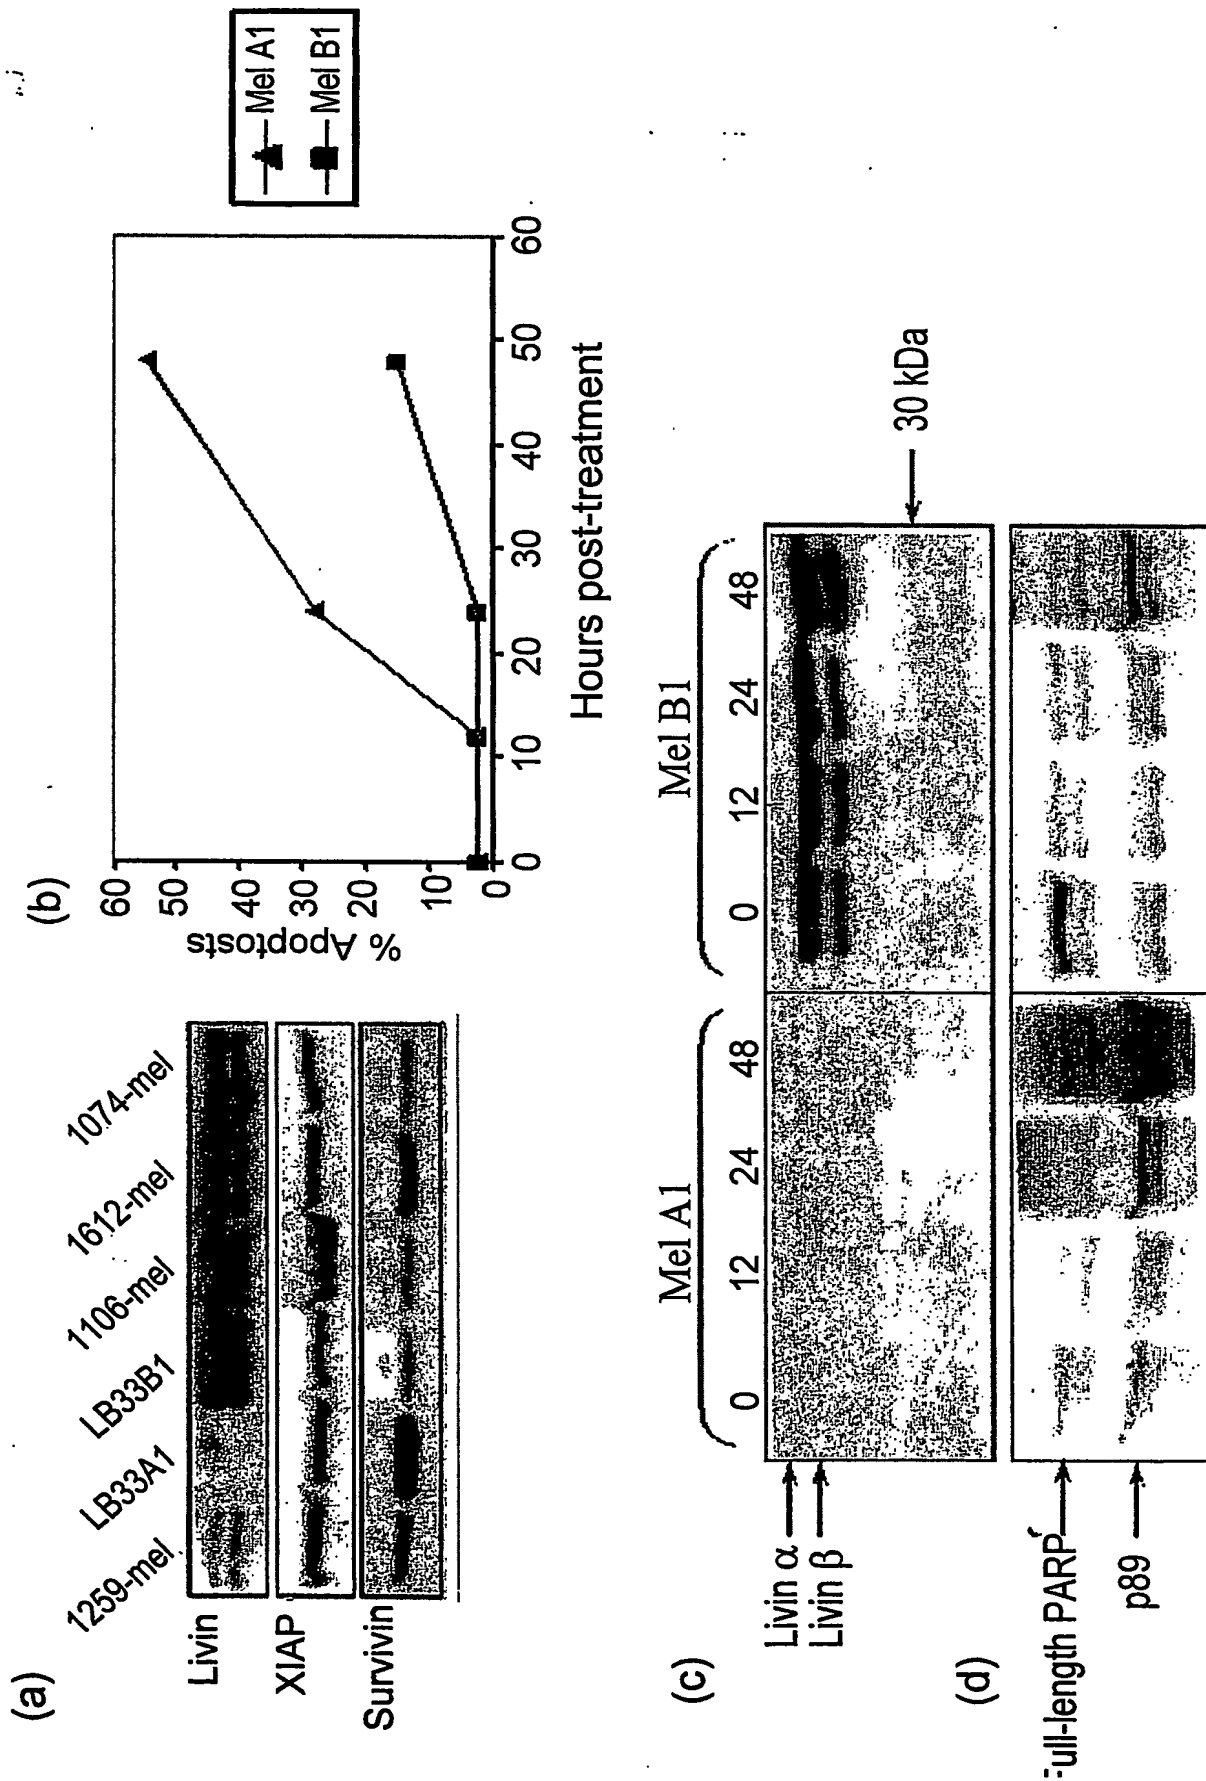 (a)
1259-mel LB33A1 LB33B1 1106-mel 1612-mel 1074-mel
Livin
XIAP
Survivin
(b)
% Apoptosts
60
50
40
30
20
10
0
0 10 20 30 40 50 60
Hours post-treatment
Mel A1
Mel B1
(c)
Mel A1 Mel B1
0 12 24 48 0 12 24 48
Livin α
Livin β
30 kDa
(d)
Full-length PARP
p89